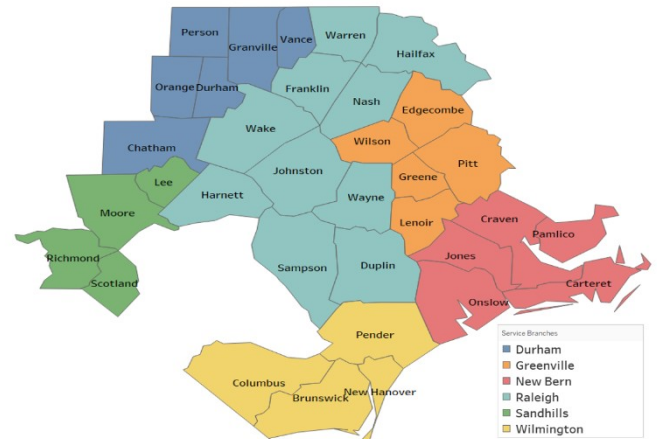 Person
Granville
Vance
Warren
Hailfax
Orange
Durham
Franklin
Nash
Edgecombe
Wake
Wilson
Pitt
Chatham
Johnston
Greene
Lee
Harnett
Wayne
Moore
Lenoir
Craven
Pamlico
Richmond
Jones
Scotland
Sampson
Duplin
Carteret
Onslow
Pender
Columbus
New Hanover
Brunswick
Service Branches
Durham
Greenville
New Bern
Raleigh
Sandhills
Wilmington